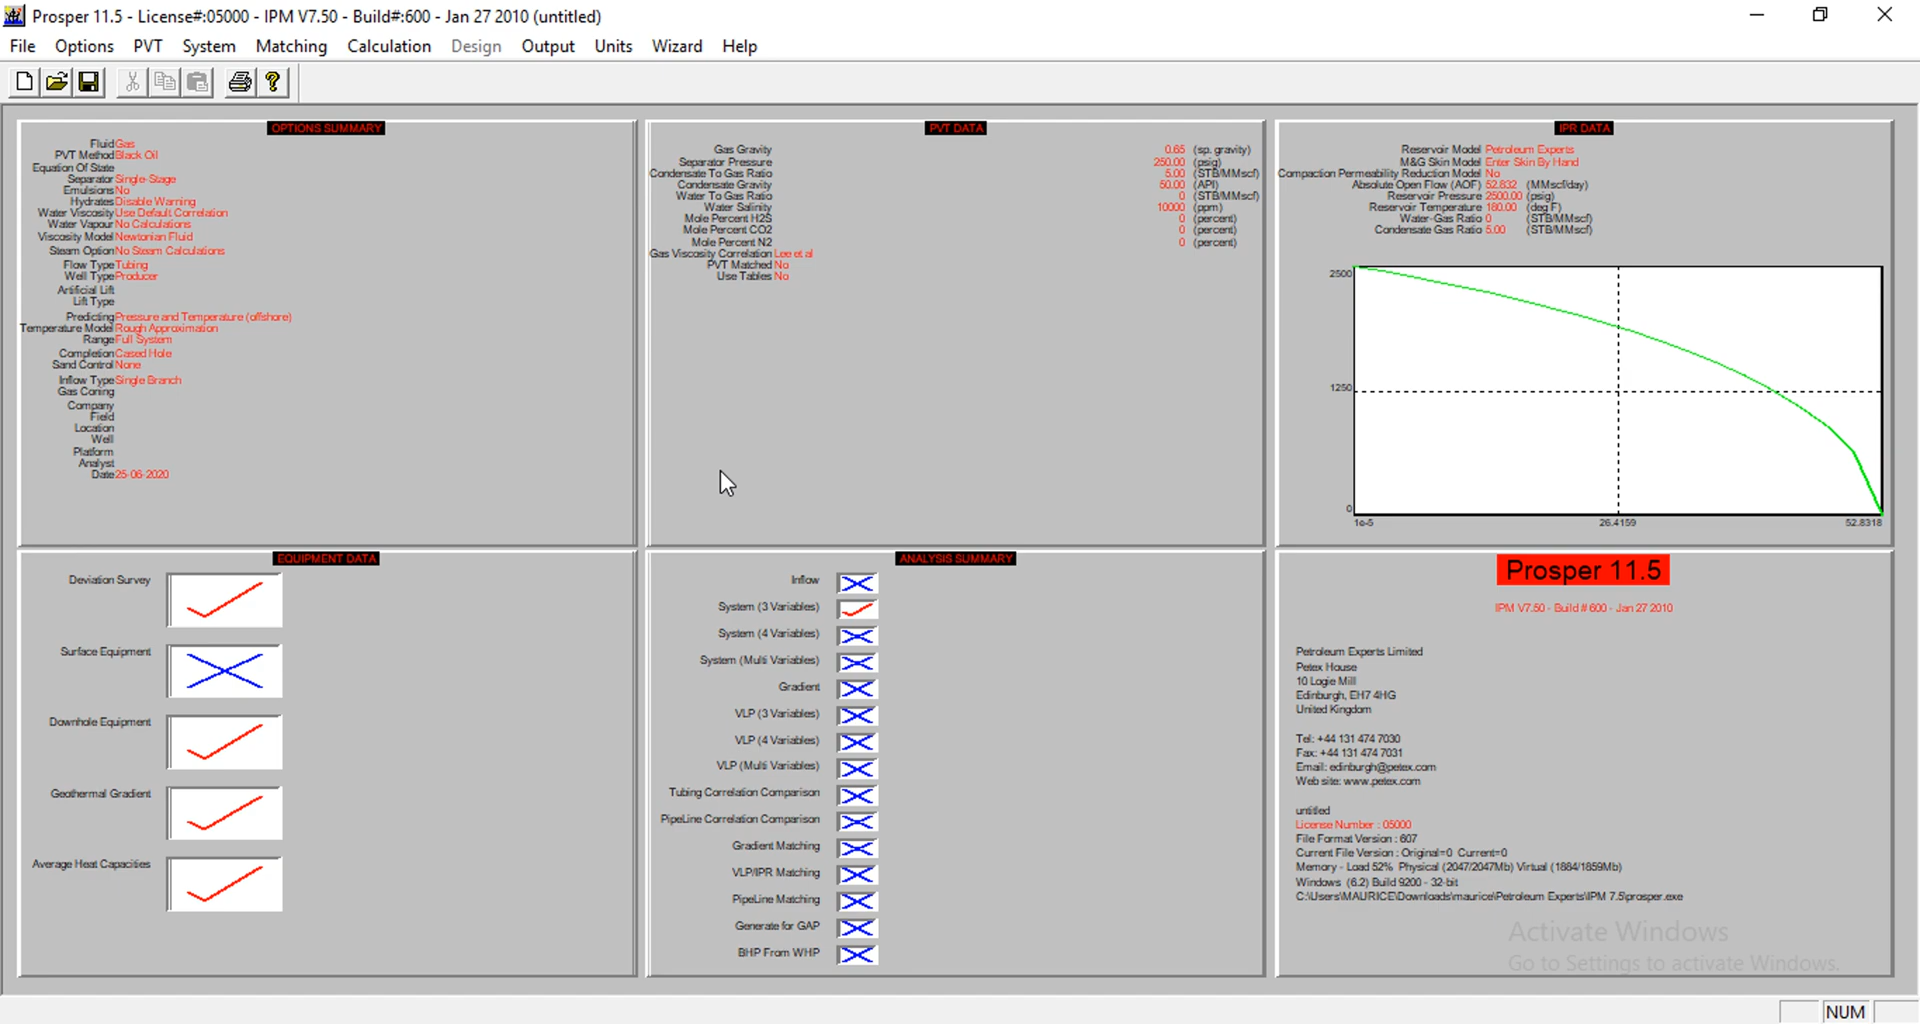 Prosper 11.5 - License#:05000 - IPM V7.50 - Build#:600 - Jan 27 2010 (untitled)
File Options PVT System Matching Calculation Design Output Units Wizard Help
OPTIONS SUMMARY
Fluid Gas
PVT Method Black Oil
Equation Of State
Separator Single-Stage
Emulsions No
Hydrates Disable Warning
Water Viscosity Use Default Correlation
Water Vapour No Calculations
Viscosity Model Newtonian Fluid
Steam Option No Steam Calculations
Flow Type Tubing
Well Type Producer
Artificial Lift
Lift Type
Predicting Pressure and Temperature (offshore)
Temperature Model Rough Approximation
Range Full System
Completion Cased Hole
Sand Control None
Inflow Type Single Branch
Gas Coning
Company
Field
Location
Well
Platform
Analyst
Date 25-06-2020
PVT DATA
Gas Gravity 0.65 (sp. gravity)
Separator Pressure 250.00 (psig)
Condensate To Gas Ratio 5.00 (STB/MMscf)
Condensate Gravity 50.00 (API)
Water To Gas Ratio 0 (STB/MMscf)
Water Salinity 10000 (ppm)
Mole Percent H2S 0 (percent)
Mole Percent CO2 0 (percent)
Mole Percent N2 0 (percent)
Gas Viscosity Correlation Lee et al
PVT Matched No
Use Tables No
IPR DATA
Reservoir Model Petroleum Experts
M&G Skin Model Enter Skin By Hand
Compaction Permeability Reduction Model No
Absolute Open Flow (AOF) 52.832 (MMscf/day)
Reservoir Pressure 2500.00 (psig)
Reservoir Temperature 180.00 (deg F)
Water-Gas Ratio 0 (STB/MMscf)
Condensate Gas Ratio 5.00 (STB/MMscf)
2500
1250
0
1e-5 26.4159 52.8318
EQUIPMENT DATA
Deviation Survey
Surface Equipment
Downhole Equipment
Geothermal Gradient
Average Heat Capacities
ANALYSIS SUMMARY
Inflow
System (3 Variables)
System (4 Variables)
System (Multi Variables)
Gradient
VLP (3 Variables)
VLP (4 Variables)
VLP (Multi Variables)
Tubing Correlation Comparison
PipeLine Correlation Comparison
Gradient Matching
VLP/IPR Matching
PipeLine Matching
Generate for GAP
BHP From WHP
Prosper 11.5
IPM V7.50 - Build # 600 - Jan 27 2010
Petroleum Experts Limited
Petex House
10 Logie Mill
Edinburgh, EH7 4HG
United Kingdom
Tel: +44 131 474 7030
Fax: +44 131 474 7031
Email: edinburgh@petex.com
Web site: www.petex.com
untitled
License Number : 05000
File Format Version : 607
Current File Version : Original=0 Current=0
Memory - Load 52% Physical (2047/2047Mb) Virtual (1884/1859Mb)
Windows (6.2) Build 9200 - 32-bit
C:\Users\MAURICE\Downloads\maurice\Petroleum Experts\IPM 7.5\prosper.exe
Activate Windows
Go to Settings to activate Windows.
NUM